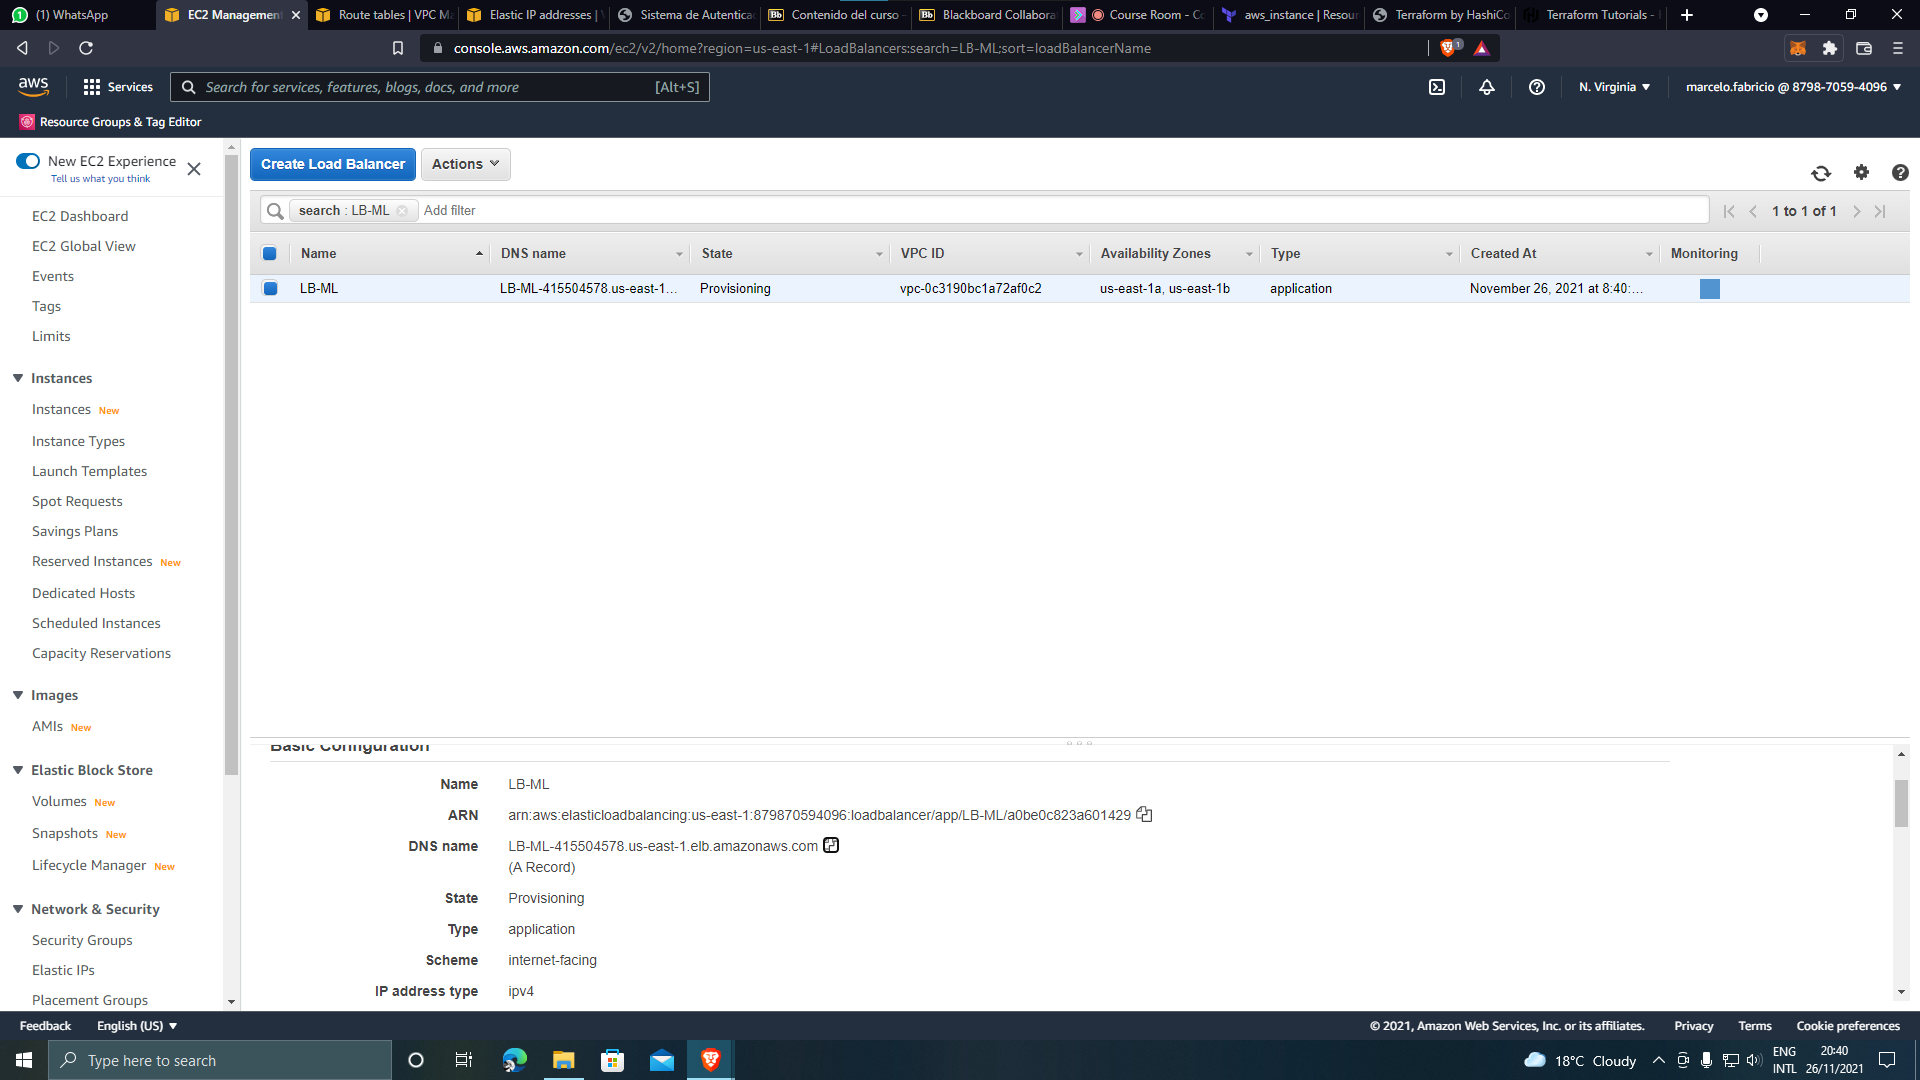 (1) WhatsApp
EC2 Management
Route tables | VPC Ma
Elastic IP addresses | V
Sistema de Autenticac
Contenido del curso –
Blackboard Collaborat
Course Room - Co
aws_instance | Resour
Terraform by HashiCo
Terraform Tutorials -
console.aws.amazon.com/ec2/v2/home?region=us-east-1#LoadBalancers:search=LB-ML;sort=loadBalancerName
1
aws
Services
Search for services, features, blogs, docs, and more
[Alt+S]
N. Virginia
marcelo.fabricio @ 8798-7059-4096
Resource Groups & Tag Editor
New EC2 Experience
Tell us what you think
EC2 Dashboard
EC2 Global View
Events
Tags
Limits
Instances
Instances New
Instance Types
Launch Templates
Spot Requests
Savings Plans
Reserved Instances New
Dedicated Hosts
Scheduled Instances
Capacity Reservations
Images
AMIs New
Elastic Block Store
Volumes New
Snapshots New
Lifecycle Manager New
Network & Security
Security Groups
Elastic IPs
Placement Groups
Create Load Balancer
Actions
search : LB-ML
Add filter
1 to 1 of 1
Name DNS name State VPC ID Availability Zones Type Created At Monitoring
LB-ML LB-ML-415504578.us-east-1... Provisioning vpc-0c3190bc1a72af0c2 us-east-1a, us-east-1b application November 26, 2021 at 8:40:...
Basic Configuration
Name LB-ML
ARN arn:aws:elasticloadbalancing:us-east-1:879870594096:loadbalancer/app/LB-ML/a0be0c823a601429
DNS name LB-ML-415504578.us-east-1.elb.amazonaws.com
(A Record)
State Provisioning
Type application
Scheme internet-facing
IP address type ipv4
Feedback English (US)
© 2021, Amazon Web Services, Inc. or its affiliates. Privacy Terms Cookie preferences
Type here to search
18°C Cloudy
ENG
INTL
20:40
26/11/2021